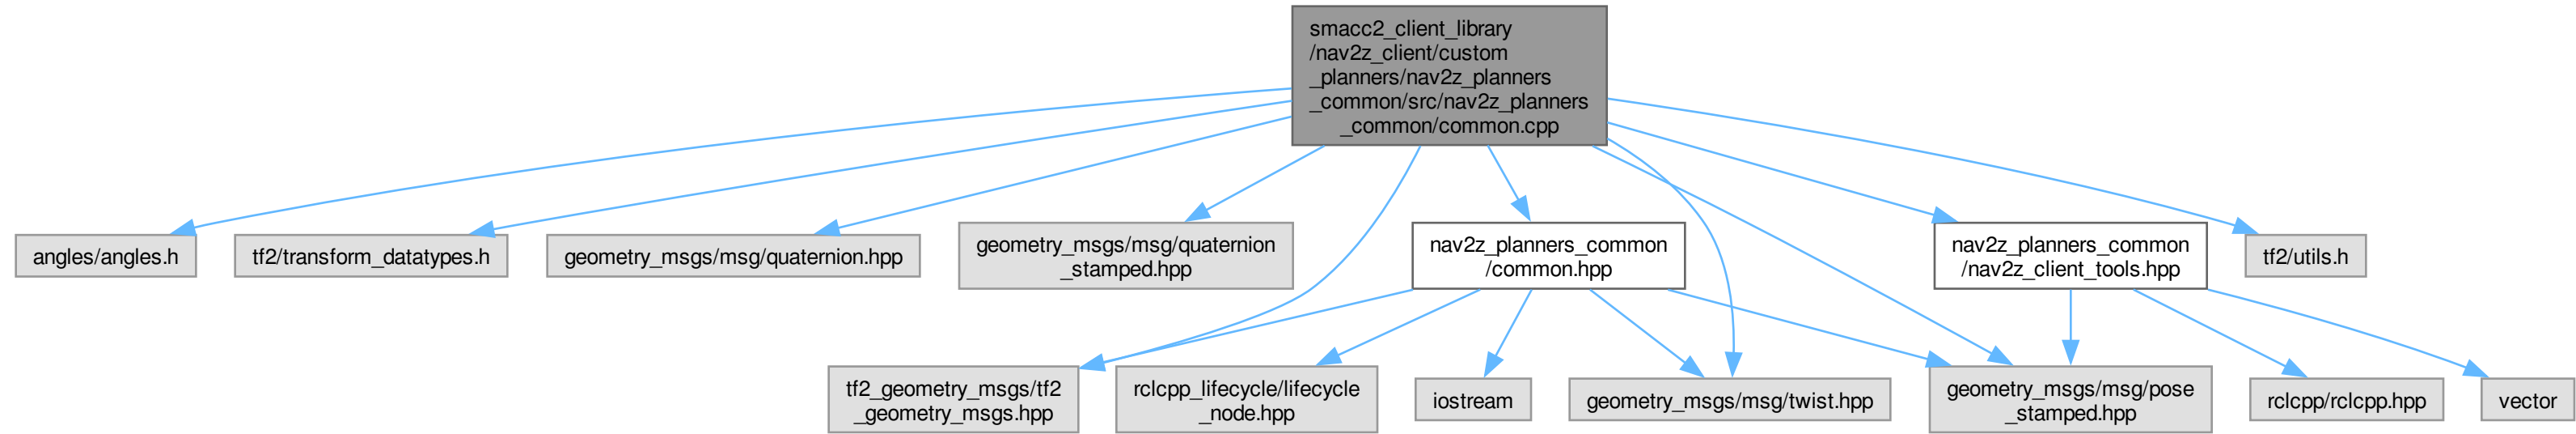 smacc2_client_library
/nav2z_client/custom
_planners/nav2z_planners
_common/src/nav2z_planners
_common/common.cpp
angles/angles.h
tf2/transform_datatypes.h
geometry_msgs/msg/quaternion.hpp
geometry_msgs/msg/quaternion
_stamped.hpp
nav2z_planners_common
/common.hpp
nav2z_planners_common
/nav2z_client_tools.hpp
tf2/utils.h
tf2_geometry_msgs/tf2
_geometry_msgs.hpp
rclcpp_lifecycle/lifecycle
_node.hpp
iostream
geometry_msgs/msg/twist.hpp
geometry_msgs/msg/pose
_stamped.hpp
rclcpp/rclcpp.hpp
vector